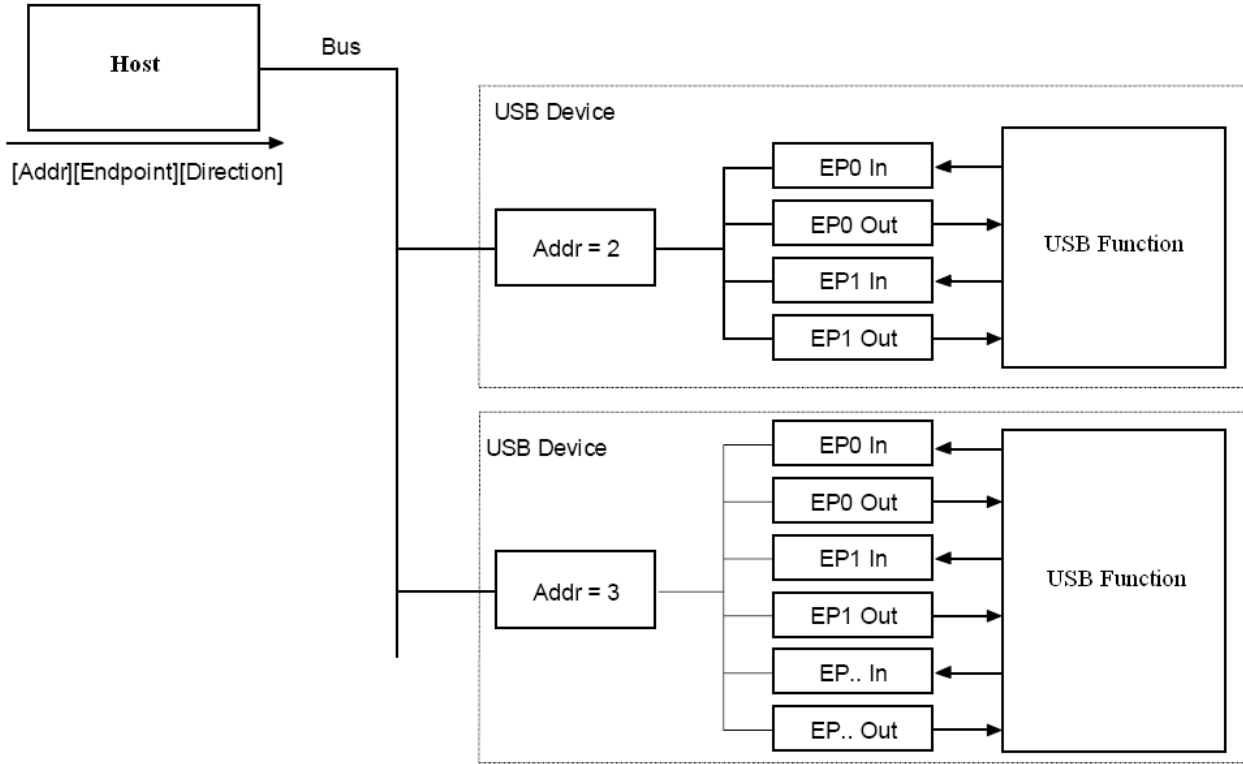 Host
Bus
[Addr][Endpoint][Direction]
USB Device
Addr = 2
EP0 In
EP0 Out
EP1 In
EP1 Out
USB Function
USB Device
Addr = 3
EP0 In
EP0 Out
EP1 In
EP1 Out
EP.. In
EP.. Out
USB Function